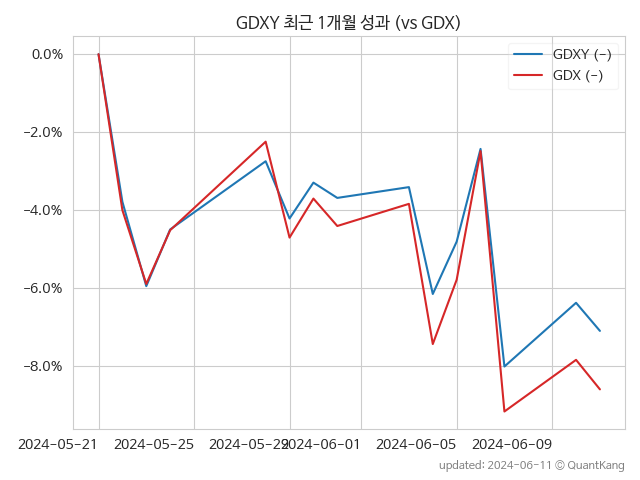 GDXY 최근 1개월 성과 (vs GDX)
GDXY (-)
GDX (-)
0.0%
-2.0%
-4.0%
-6.0%
-8.0%
2024-05-21 2024-05-25 2024-05-29 2024-06-01 2024-06-05 2024-06-09
updated: 2024-06-11 © QuantKang